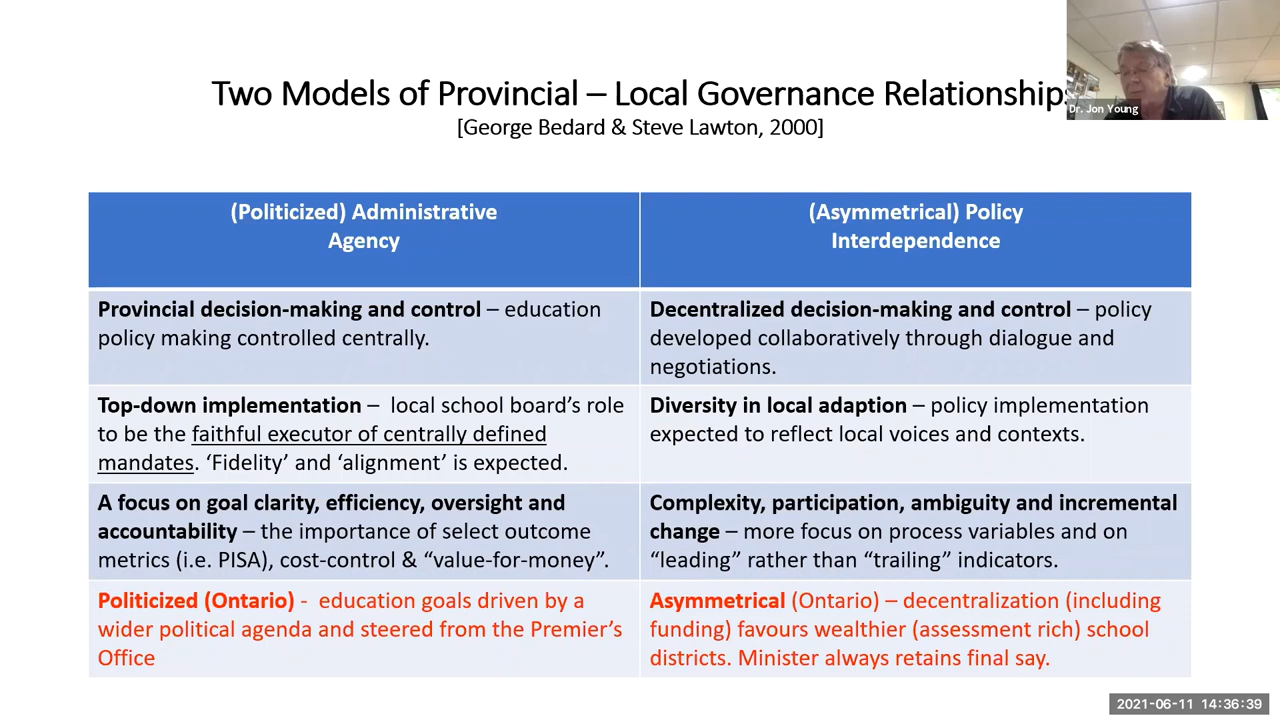 Two Models of Provincial – Local Governance Relationships
[George Bedard & Steve Lawton, 2000]
Dr. Jon Young
(Politicized) Administrative
Agency
(Asymmetrical) Policy
Interdependence
Provincial decision-making and control – education
policy making controlled centrally.
Decentralized decision-making and control – policy
developed collaboratively through dialogue and
negotiations.
Top-down implementation – local school board’s role
to be the faithful executor of centrally defined
mandates. ‘Fidelity’ and ‘alignment’ is expected.
Diversity in local adaption – policy implementation
expected to reflect local voices and contexts.
A focus on goal clarity, efficiency, oversight and
accountability – the importance of select outcome
metrics (i.e. PISA), cost-control & “value-for-money”.
Complexity, participation, ambiguity and incremental
change – more focus on process variables and on
“leading” rather than “trailing” indicators.
Politicized (Ontario) - education goals driven by a
wider political agenda and steered from the Premier’s
Office
Asymmetrical (Ontario) – decentralization (including
funding) favours wealthier (assessment rich) school
districts. Minister always retains final say.
2021-06-11 14:36:39